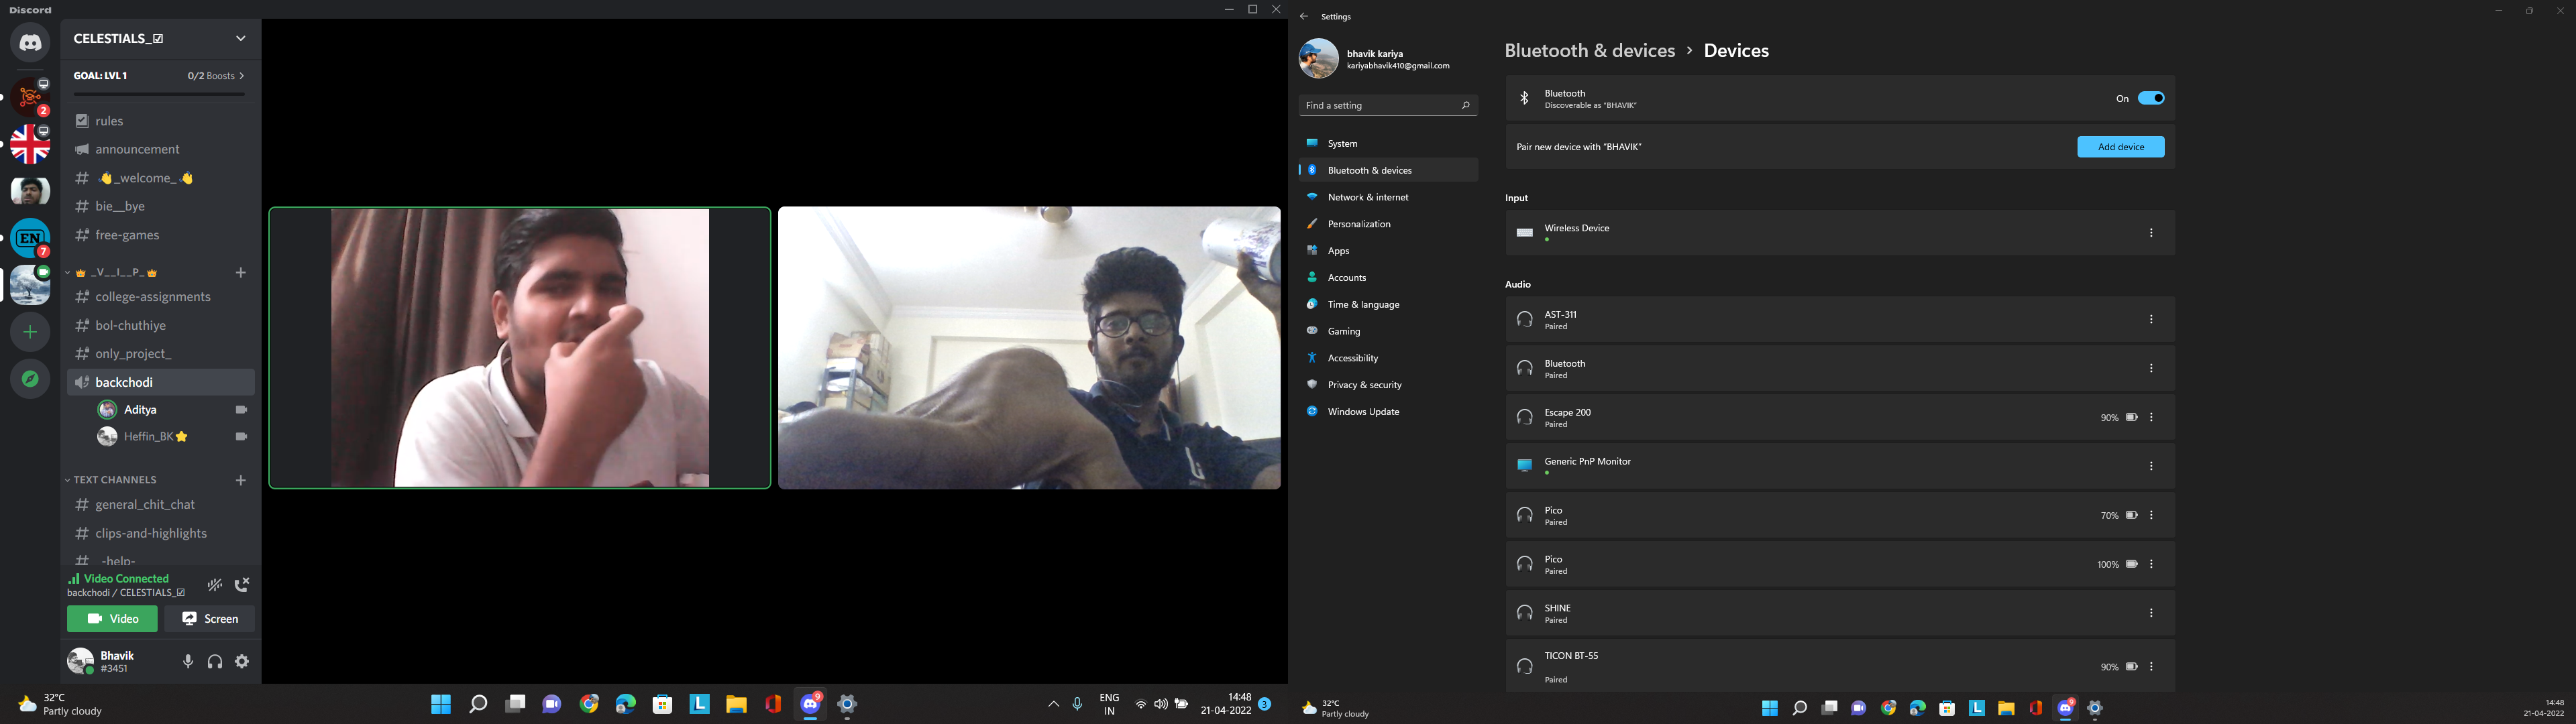 Discord
CELESTIALS_☑
GOAL: LVL 1 0/2 Boosts >
2
rules
announcement
👋_welcome_👋
bie__bye
free-games
EN
7
👑 _V__I__P_👑
college-assignments
bol-chuthiye
only_project_
backchodi
Aditya
Heffin_BK⭐
TEXT CHANNELS
general_chit_chat
clips-and-highlights
_-help-_
Video Connected
backchodi / CELESTIALS_☑
Video Screen
Bhavik
#3451
32°C
Partly cloudy
L
9
ENG
IN
14:48
21-04-2022
3
Settings
bhavik kariya
kariyabhavik410@gmail.com
Find a setting
System
Bluetooth & devices
Network & internet
Personalization
Apps
Accounts
Time & language
Gaming
Accessibility
Privacy & security
Windows Update
Bluetooth & devices > Devices
Bluetooth
Discoverable as "BHAVIK"
On
Pair new device with "BHAVIK"
Add device
Input
Wireless Device
Audio
AST-311
Paired
Bluetooth
Paired
Escape 200
Paired
90%
Generic PnP Monitor
Pico
Paired
70%
Pico
Paired
100%
SHINE
Paired
TICON BT-55
Paired
90%
32°C
Partly cloudy
L
9
14:48
21-04-2022